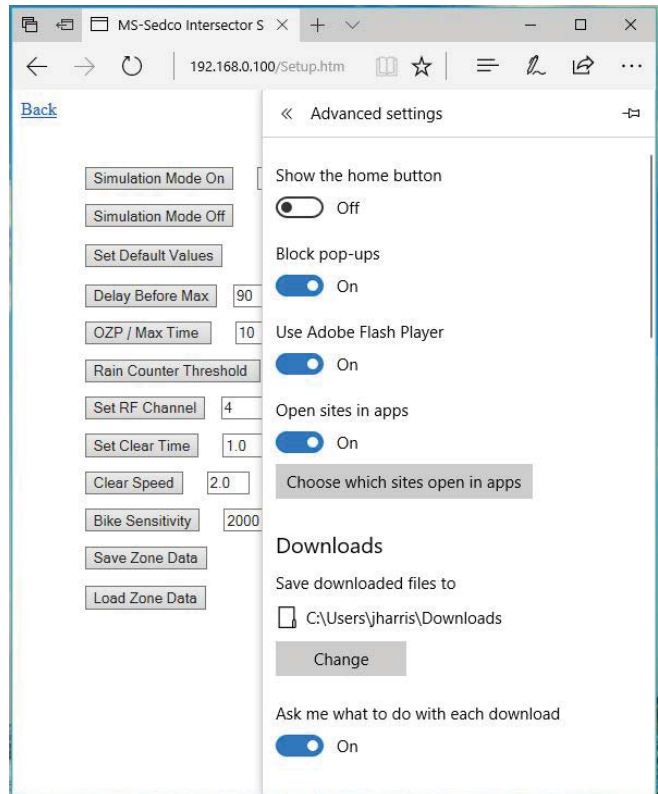 MS-Sedco Intersector S
192.168.0.100/Setup.htm
Back
Simulation Mode On
Simulation Mode Off
Set Default Values
Delay Before Max 90
OZP / Max Time 10
Rain Counter Threshold
Set RF Channel 4
Set Clear Time 1.0
Clear Speed 2.0
Bike Sensitivity 2000
Save Zone Data
Load Zone Data
Advanced settings
Show the home button
Off
Block pop-ups
On
Use Adobe Flash Player
On
Open sites in apps
On
Choose which sites open in apps
Downloads
Save downloaded files to
C:\Users\jharris\Downloads
Change
Ask me what to do with each download
On